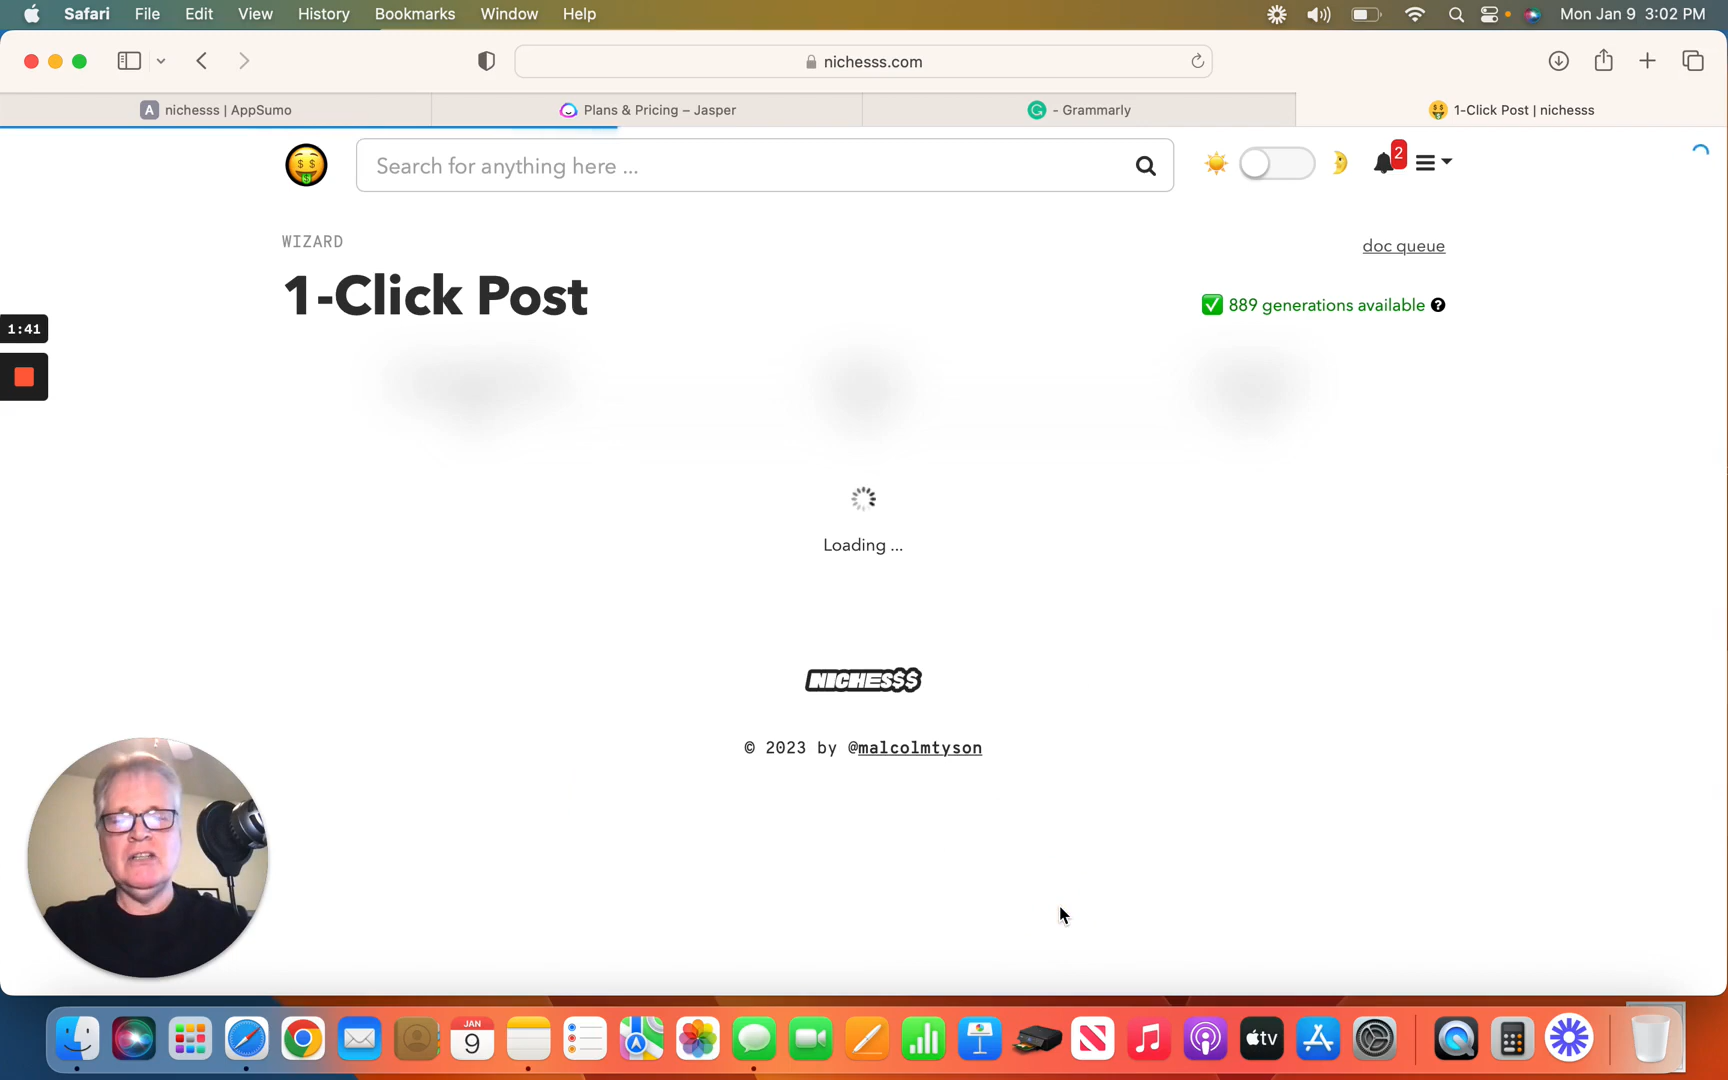 Safari File Edit View History Bookmarks Window Help Mon Jan 9 3:02 PM
nichesss.com
A nichesss | AppSumo Plans & Pricing – Jasper G - Grammarly 1-Click Post | nichesss
Search for anything here ... 2
WIZARD doc queue
1-Click Post
889 generations available ?
1:41
Loading ...
NICHES$$
© 2023 by @malcolmtyson
JAN
9
tv